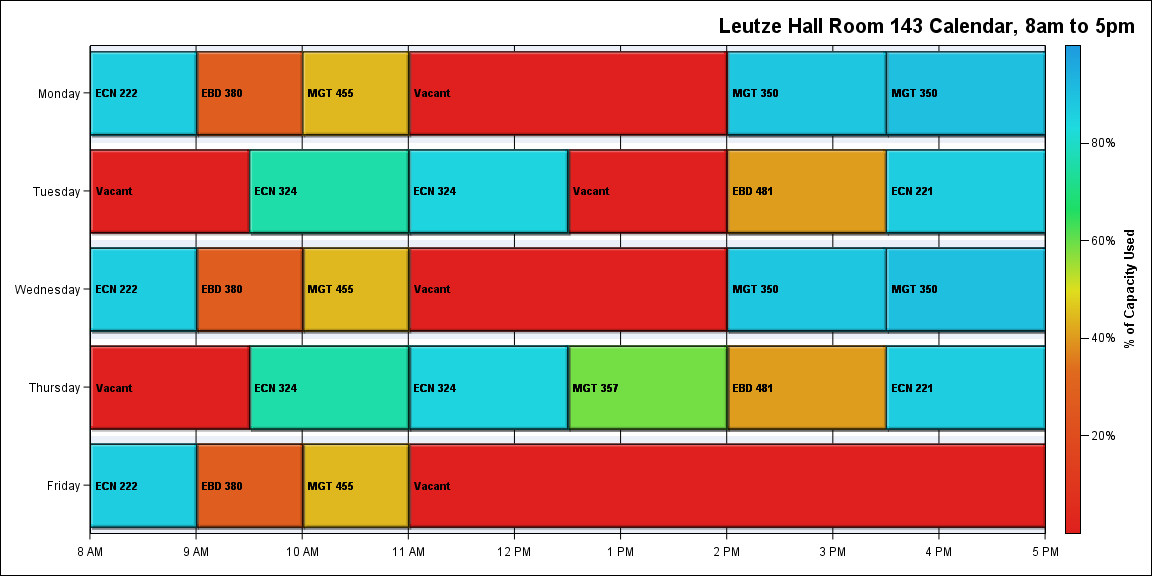 Leutze Hall Room 143 Calendar, 8am to 5pm
Monday
ECN 222
EBD 380
MGT 455
Vacant
MGT 350
MGT 350
Tuesday
Vacant
ECN 324
ECN 324
Vacant
EBD 481
ECN 221
Wednesday
ECN 222
EBD 380
MGT 455
Vacant
MGT 350
MGT 350
Thursday
Vacant
ECN 324
ECN 324
MGT 357
EBD 481
ECN 221
Friday
ECN 222
EBD 380
MGT 455
Vacant
8 AM
9 AM
10 AM
11 AM
12 PM
1 PM
2 PM
3 PM
4 PM
5 PM
80%
60%
40%
20%
% of Capacity Used